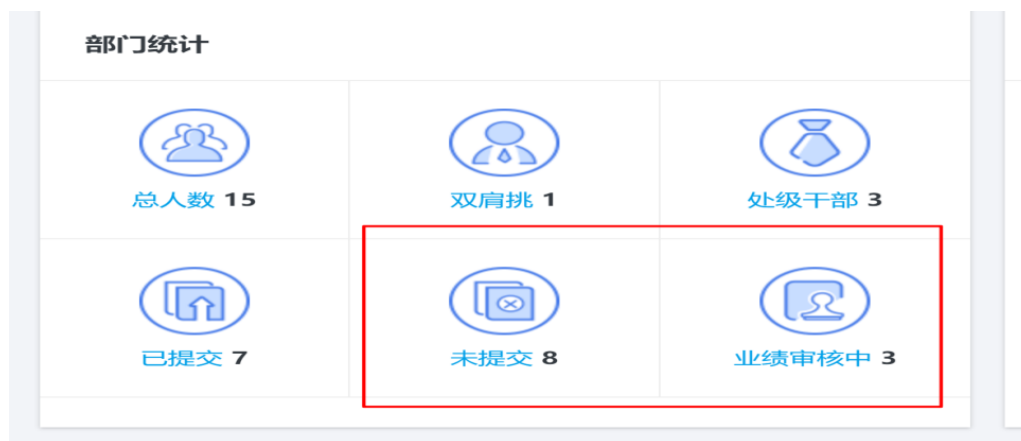 部门统计
总人数 15
双肩挑 1
处级干部 3
已提交 7
未提交 8
业绩审核中 3